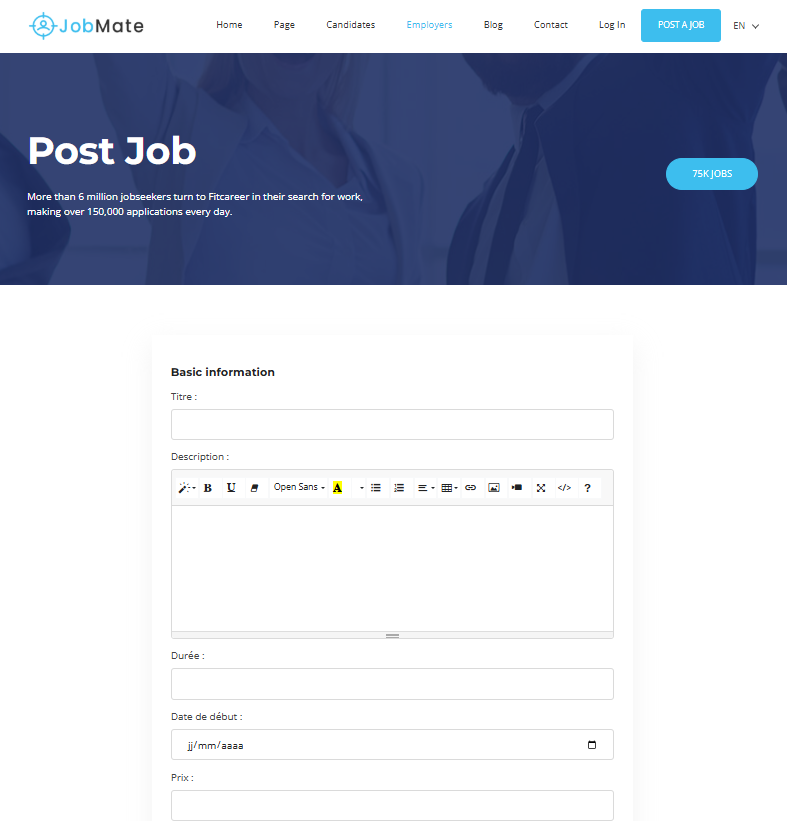 JobMate
Home Page Candidates Employers Blog Contact Log In POST A JOB EN
Post Job
75K JOBS
More than 6 million jobseekers turn to Fitcareer in their search for work,
making over 150,000 applications every day.
Basic information
Titre :
Description :
B U Open Sans A </> ?
Durée :
Date de début :
jj/mm/aaaa
Prix :